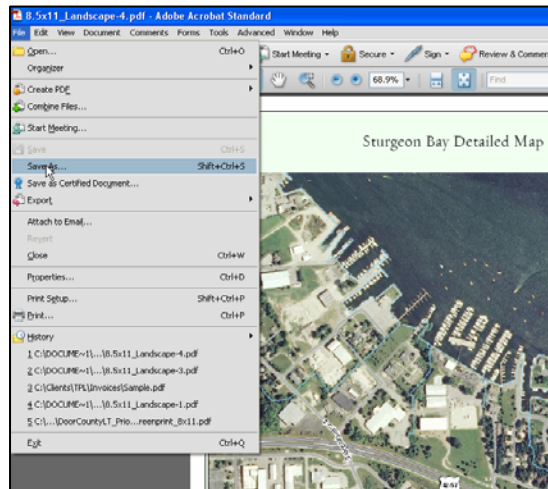 8.5x11_Landscape-4.pdf - Adobe Acrobat Standard
File Edit View Document Comments Forms Tools Advanced Window Help
Open... Ctrl+O
Organizer
Create PDF
Combine Files...
Start Meeting...
Save Ctrl+S
Save As... Shift+Ctrl+S
Save as Certified Document...
Export
Attach to Email...
Revert
Close Ctrl+W
Properties... Ctrl+D
Print Setup... Shift+Ctrl+P
Print... Ctrl+P
History
1 C:\DOCUME~1\...\8.5x11_Landscape-4.pdf
2 C:\DOCUME~1\...\8.5x11_Landscape-3.pdf
3 C:\Clients\TPL\Invoices\Sample.pdf
4 C:\DOCUME~1\...\8.5x11_Landscape-1.pdf
5 C:\...\DoorCountyLT_Prio...reenprint_8x11.pdf
Exit Ctrl+Q
Start Meeting Secure Sign Review & Commen
68.9% Find
Sturgeon Bay Detailed Map